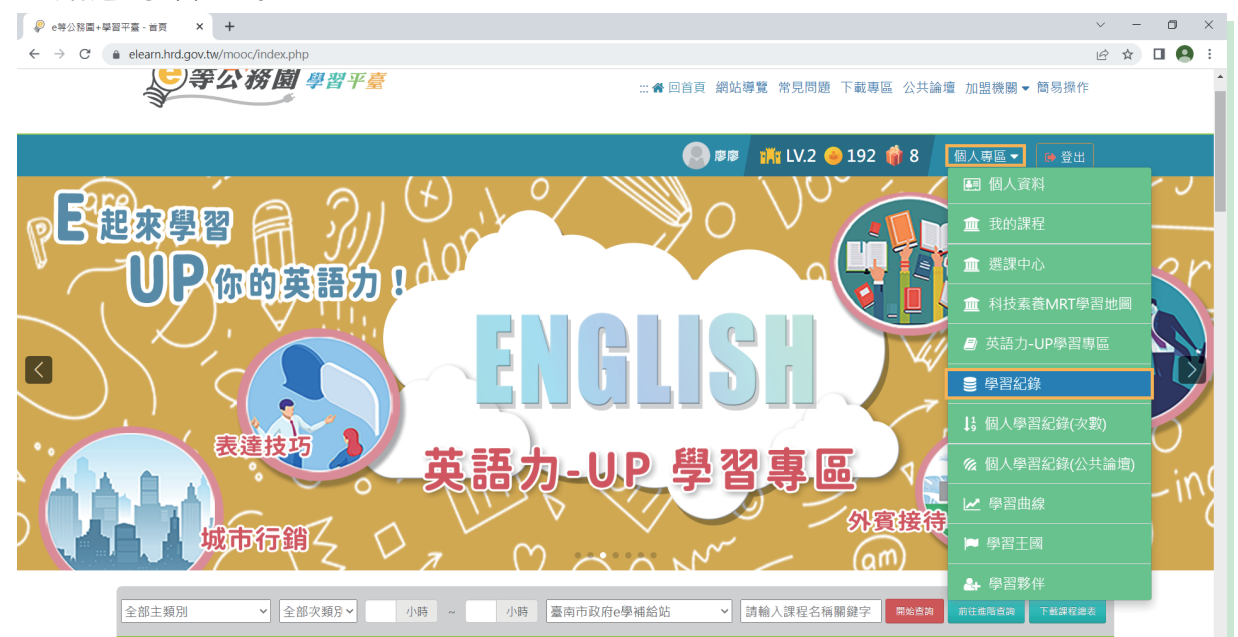 e等公務園+學習平臺 - 首頁
elearn.hrd.gov.tw/mooc/index.php
e等公務園 學習平臺
::: 回首頁 網站導覽 常見問題 下載專區 公共論壇 加盟機關 簡易操作
廖廖 LV.2 192 8 個人專區 登出
個人資料
我的課程
選課中心
科技素養MRT學習地圖
英語力-UP學習專區
學習紀錄
個人學習紀錄(次數)
個人學習紀錄(公共論壇)
學習曲線
學習王國
學習夥伴
E起來學習
UP你的英語力！
ENGLISH
英語力-UP 學習專區
表達技巧
城市行銷
外賓接待
am
ing
全部主類別 全部次類別 小時 ~ 小時 臺南市政府e學補給站 請輸入課程名稱關鍵字 開始查詢 前往進階查詢 下載課程總表